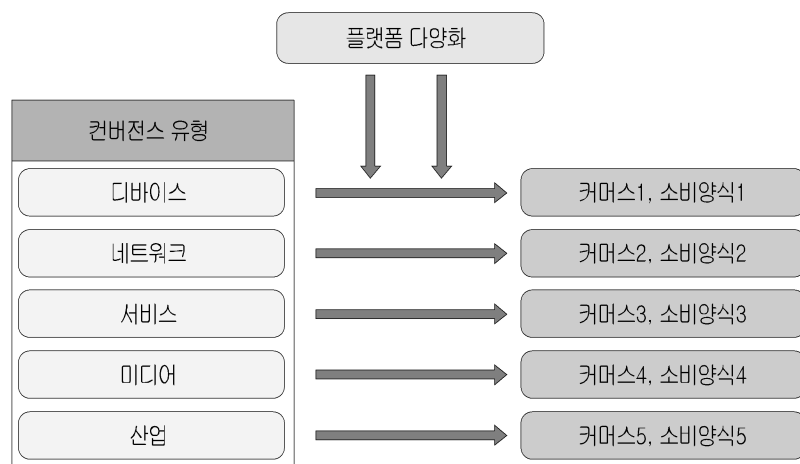 플랫폼 다양화
컨버전스 유형
디바이스
커머스1, 소비양식1
네트워크
커머스2, 소비양식2
서비스
커머스3, 소비양식3
미디어
커머스4, 소비양식4
산업
커머스5, 소비양식5